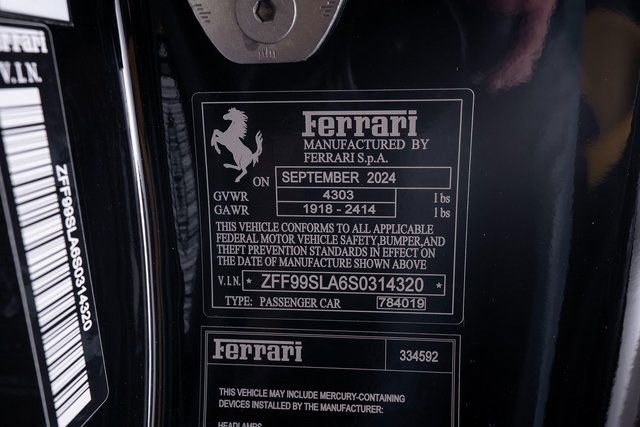 Ferrari
V.I.N.
ZFF99SLA6S0314320
Ferrari
MANUFACTURED BY
FERRARI S.p.A.
ON SEPTEMBER 2024
GVWR 4303 lbs
GAWR 1918 - 2414 lbs
THIS VEHICLE CONFORMS TO ALL APPLICABLE
FEDERAL MOTOR VEHICLE SAFETY,BUMPER,AND
THEFT PREVENTION STANDARDS IN EFFECT ON
THE DATE OF MANUFACTURE SHOWN ABOVE
V.I.N. * ZFF99SLA6S0314320 *
TYPE: PASSENGER CAR 784019
Ferrari 334592
THIS VEHICLE MAY INCLUDE MERCURY-CONTAINING
DEVICES INSTALLED BY THE MANUFACTURER:
HEADLAMPS